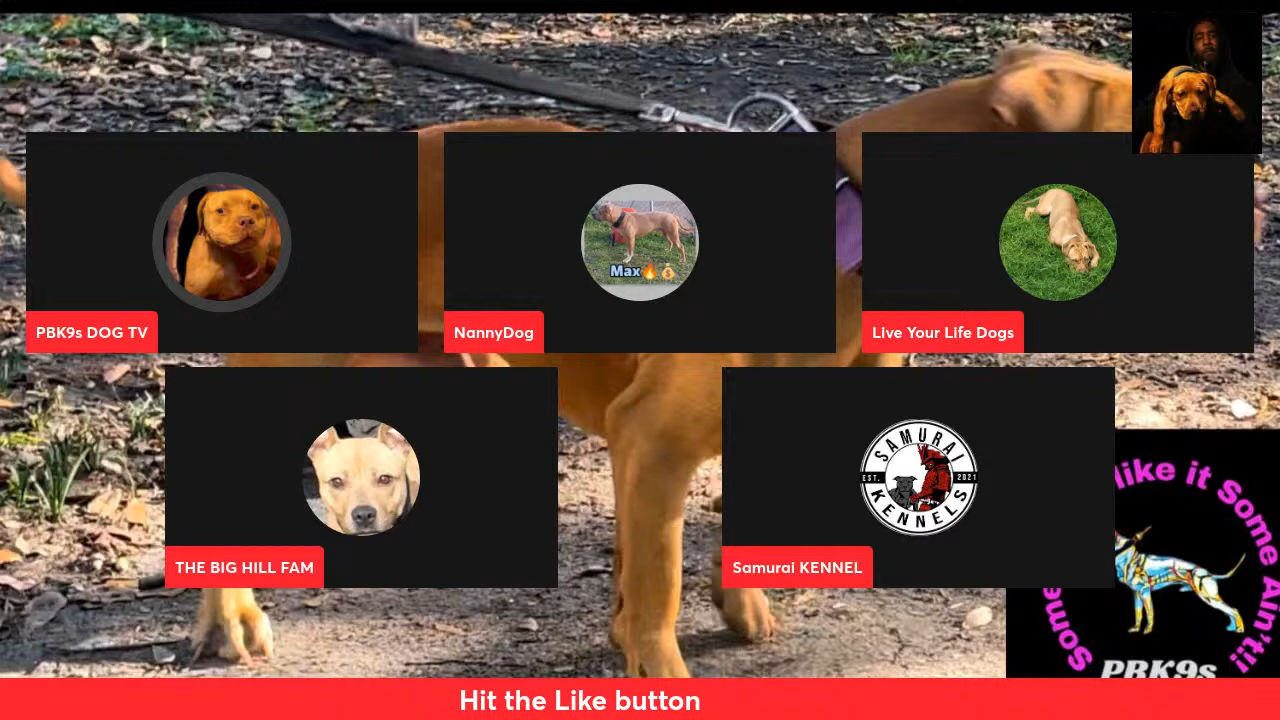 PBK9s DOG TV
NannyDog
Max🔥💰
Live Your Life Dogs
THE BIG HILL FAM
SAMURAI
EST. 2021
KENNELS
Samurai KENNEL
like it Some Ain't!!
Some
PBK9s
Hit the Like button